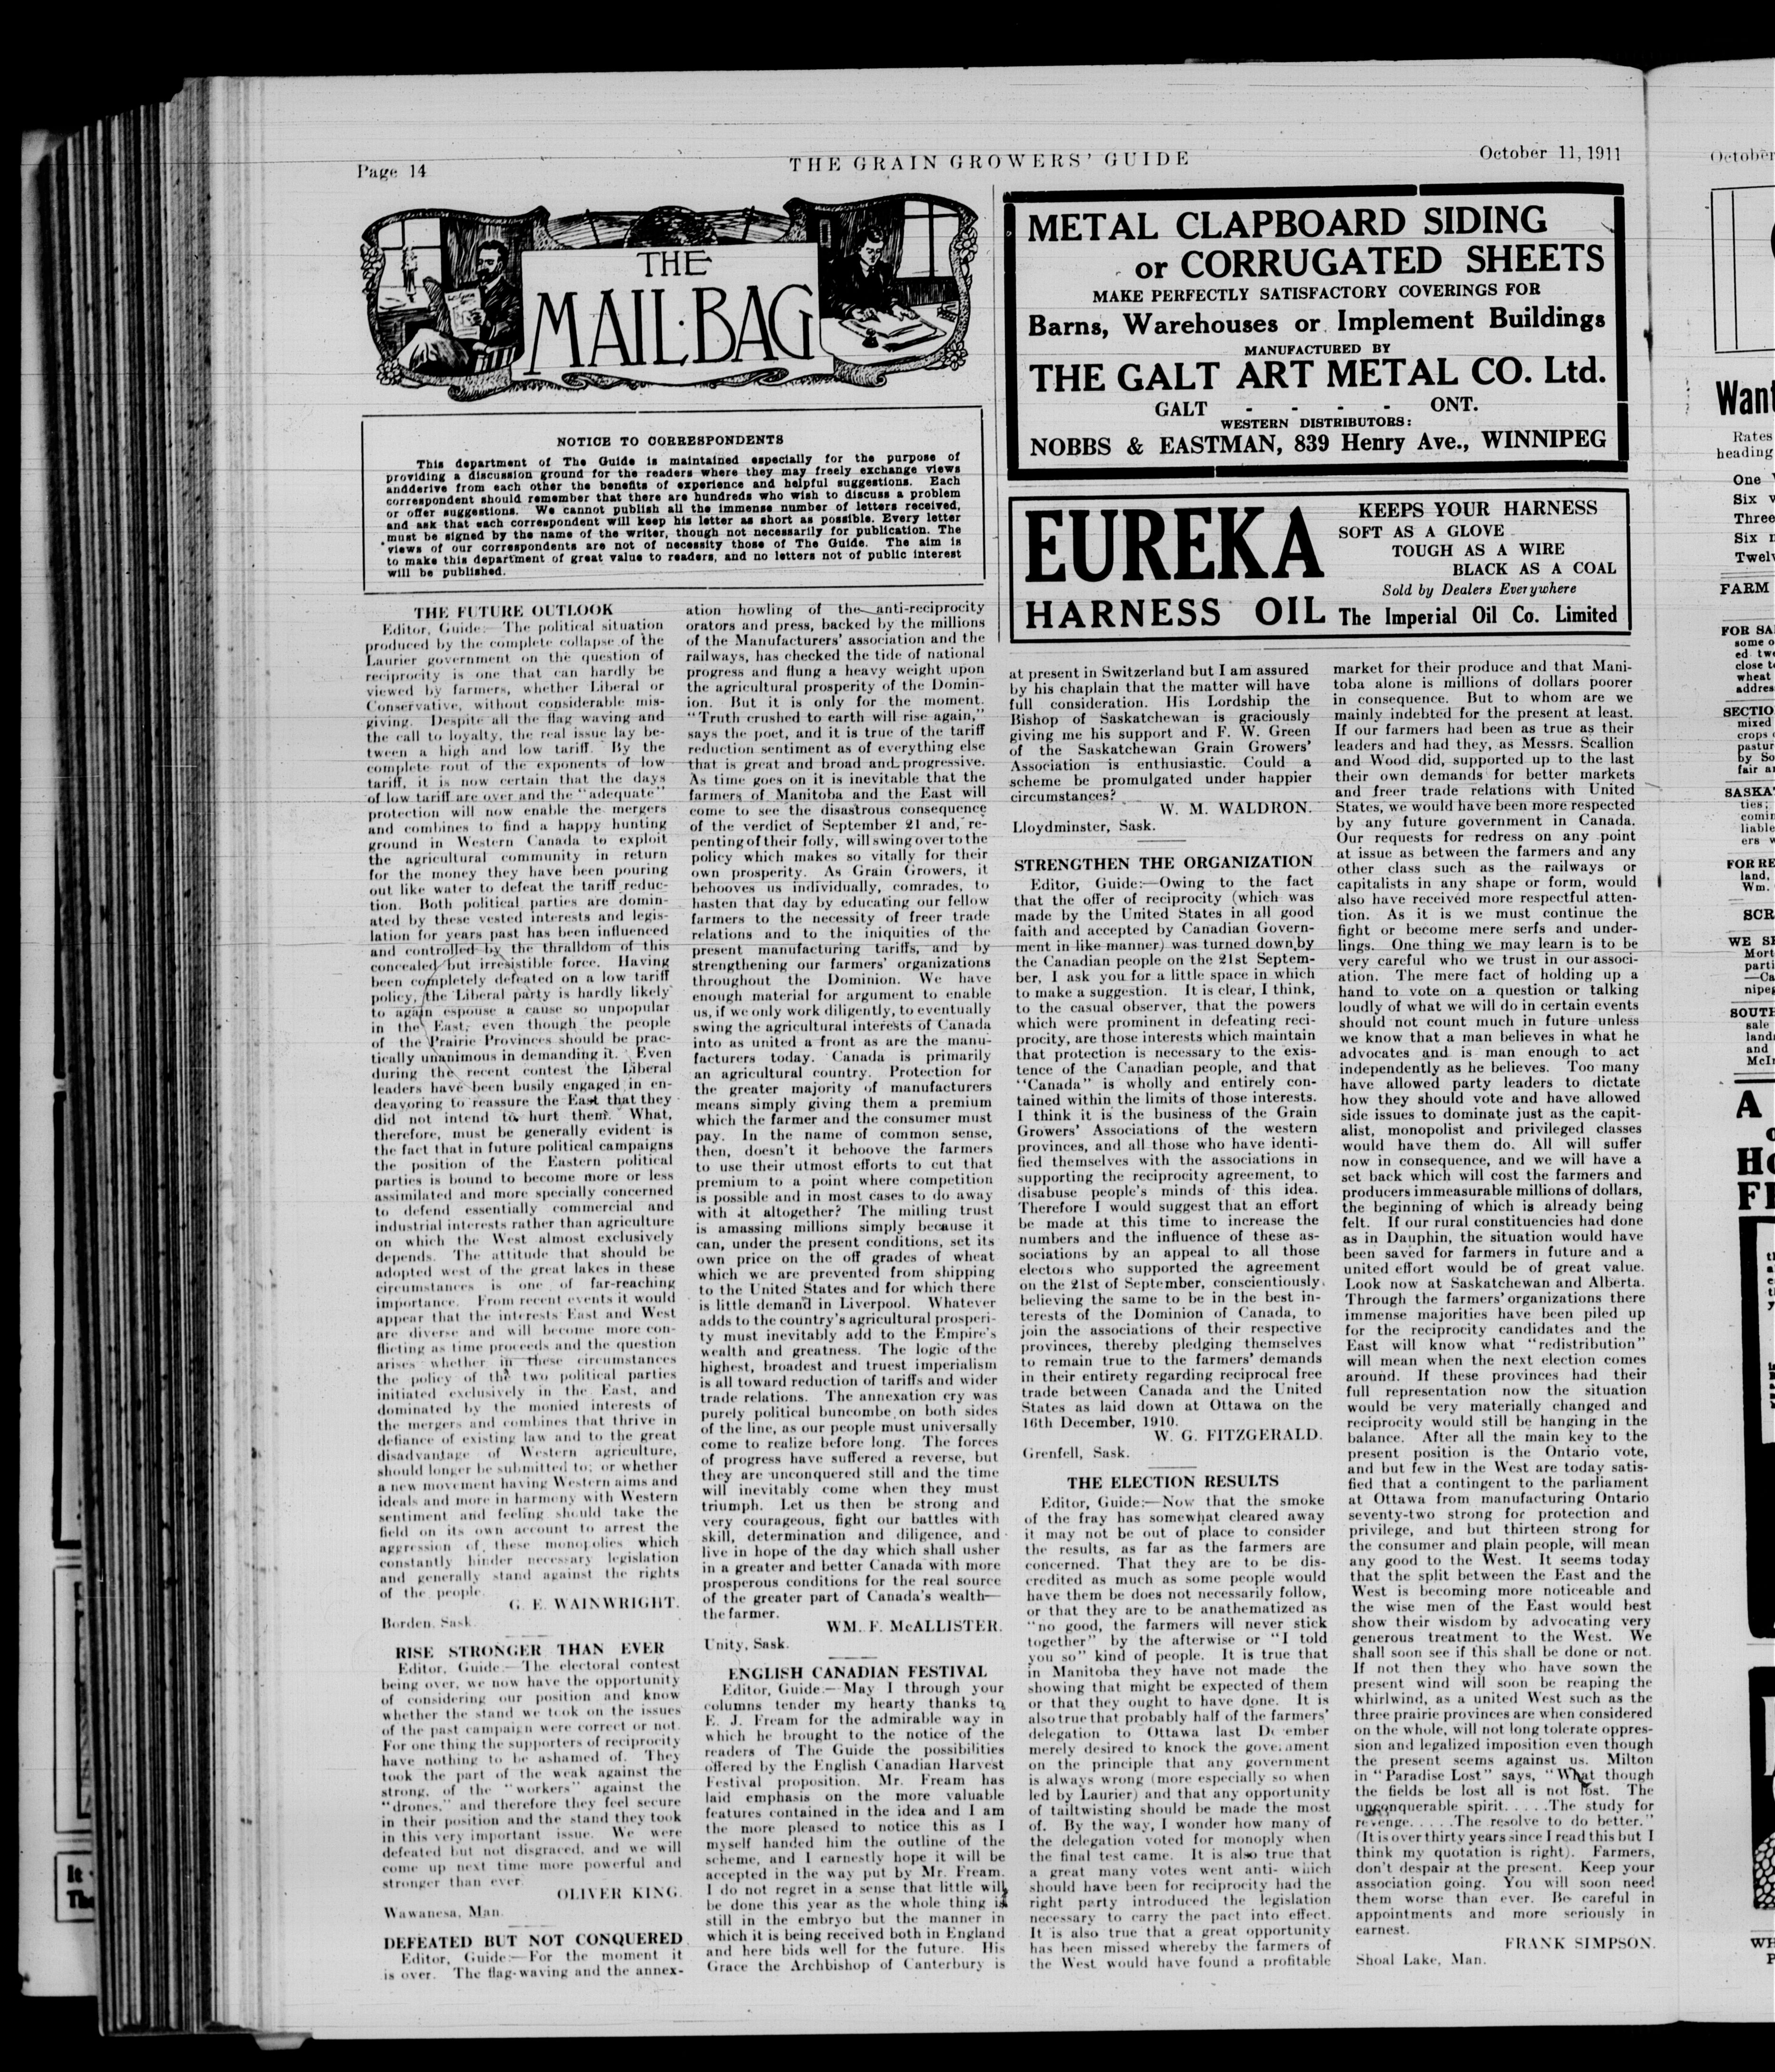 Page 14
THE GRAIN GROWERS' GUIDE
October 11, 1911
THE
MAIL·BAG
NOTICE TO CORRESPONDENTS
This department of The Guide is maintained especially for the purpose of
providing a discussion ground for the readers where they may freely exchange views
andderive from each other the benefits of experience and helpful suggestions. Each
correspondent should remember that there are hundreds who wish to discuss a problem
or offer suggestions. We cannot publish all the immense number of letters received,
and ask that each correspondent will keep his letter as short as possible. Every letter
must be signed by the name of the writer, though not necessarily for publication. The
views of our correspondents are not of necessity those of The Guide. The aim is
to make this department of great value to readers, and no letters not of public interest
will be published.
THE FUTURE OUTLOOK
Editor, Guide:—The political situation
produced by the complete collapse of the
Laurier government on the question of
reciprocity is one that can hardly be
viewed by farmers, whether Liberal or
Conservative, without considerable mis-
giving. Despite all the flag waving and
the call to loyalty, the real issue lay be-
tween a high and low tariff. By the
complete rout of the exponents of low
tariff, it is now certain that the days
of low tariff are over and the "adequate"
protection will now enable the mergers
and combines to find a happy hunting
ground in Western Canada to exploit
the agricultural community in return
for the money they have been pouring
out like water to defeat the tariff reduc-
tion. Both political parties are domin-
ated by these vested interests and legis-
lation for years past has been influenced
and controlled by the thralldom of this
concealed but irresistible force. Having
been completely defeated on a low tariff
policy, the Liberal party is hardly likely
to again espouse a cause so unpopular
in the East, even though the people
of the Prairie Provinces should be prac-
tically unanimous in demanding it. Even
during the recent contest the Liberal
leaders have been busily engaged in en-
deavoring to reassure the East that they
did not intend to hurt them. What,
therefore, must be generally evident is
the fact that in future political campaigns
the position of the Eastern political
parties is bound to become more or less
assimilated and more specially concerned
to defend essentially commercial and
industrial interests rather than agriculture
on which the West almost exclusively
depends. The attitude that should be
adopted west of the great lakes in these
circumstances is one of far-reaching
importance. From recent events it would
appear that the interests East and West
are diverse and will become more con-
flicting as time proceeds and the question
arises whether in these circumstances
the policy of the two political parties
initiated exclusively in the East, and
dominated by the monied interests of
the mergers and combines that thrive in
defiance of existing law and to the great
disadvantage of Western agriculture,
should longer be submitted to; or whether
a new movement having Western aims and
ideals and more in harmony with Western
sentiment and feeling should take the
field on its own account to arrest the
aggression of these monopolies which
constantly hinder necessary legislation
and generally stand against the rights
of the people.
G. E. WAINWRIGHT.
Borden, Sask.
RISE STRONGER THAN EVER
Editor, Guide:—The electoral contest
being over, we now have the opportunity
of considering our position and know
whether the stand we took on the issues
of the past campaign were correct or not.
For one thing the supporters of reciprocity
have nothing to be ashamed of. They
took the part of the weak against the
strong, of the "workers" against the
"drones," and therefore they feel secure
in their position and the stand they took
in this very important issue. We were
defeated but not disgraced, and we will
come up next time more powerful and
stronger than ever.
OLIVER KING.
Wawanesa, Man.
DEFEATED BUT NOT CONQUERED
Editor, Guide:—For the moment it
is over. The flag-waving and the annex-
ation howling of the anti-reciprocity
orators and press, backed by the millions
of the Manufacturers' association and the
railways, has checked the tide of national
progress and flung a heavy weight upon
the agricultural prosperity of the Domin-
ion. But it is only for the moment.
"Truth crushed to earth will rise again,"
says the poet, and it is true of the tariff
reduction sentiment as of everything else
that is great and broad and progressive.
As time goes on it is inevitable that the
farmers of Manitoba and the East will
come to see the disastrous consequence
of the verdict of September 21 and, re-
penting of their folly, will swing over to the
policy which makes so vitally for their
own prosperity. As Grain Growers, it
behooves us individually, comrades, to
hasten that day by educating our fellow
farmers to the necessity of freer trade
relations and to the iniquities of the
present manufacturing tariffs, and by
strengthening our farmers' organizations
throughout the Dominion. We have
enough material for argument to enable
us, if we only work diligently, to eventually
swing the agricultural interests of Canada
into as united a front as are the manu-
facturers today. Canada is primarily
an agricultural country. Protection for
the greater majority of manufacturers
means simply giving them a premium
which the farmer and the consumer must
pay. In the name of common sense,
then, doesn't it behoove the farmers
to use their utmost efforts to cut that
premium to a point where competition
is possible and in most cases to do away
with it altogether? The milling trust
is amassing millions simply because it
can, under the present conditions, set its
own price on the off grades of wheat
which we are prevented from shipping
to the United States and for which there
is little demand in Liverpool. Whatever
adds to the country's agricultural prosperi-
ty must inevitably add to the Empire's
wealth and greatness. The logic of the
highest, broadest and truest imperialism
is all toward reduction of tariffs and wider
trade relations. The annexation cry was
purely political buncombe on both sides
of the line, as our people must universally
come to realize before long. The forces
of progress have suffered a reverse, but
they are unconquered still and the time
will inevitably come when they must
triumph. Let us then be strong and
very courageous, fight our battles with
skill, determination and diligence, and
live in hope of the day which shall usher
in a greater and better Canada with more
prosperous conditions for the real source
of the greater part of Canada's wealth—
the farmer.
WM. F. McALLISTER.
Unity, Sask.
ENGLISH CANADIAN FESTIVAL
Editor, Guide:—May I through your
columns tender my hearty thanks to
E. J. Fream for the admirable way in
which he brought to the notice of the
readers of The Guide the possibilities
offered by the English Canadian Harvest
Festival proposition. Mr. Fream has
laid emphasis on the more valuable
features contained in the idea and I am
the more pleased to notice this as I
myself handed him the outline of the
scheme, and I earnestly hope it will be
accepted in the way put by Mr. Fream.
I do not regret in a sense that little will
be done this year as the whole thing is
still in the embryo but the manner in
which it is being received both in England
and here bids well for the future. His
Grace the Archbishop of Canterbury is
METAL CLAPBOARD SIDING
or CORRUGATED SHEETS
MAKE PERFECTLY SATISFACTORY COVERINGS FOR
Barns, Warehouses or Implement Buildings
MANUFACTURED BY
THE GALT ART METAL CO. Ltd.
GALT - - - - ONT.
WESTERN DISTRIBUTORS:
NOBBS & EASTMAN, 839 Henry Ave., WINNIPEG
EUREKA
HARNESS OIL
KEEPS YOUR HARNESS
SOFT AS A GLOVE
TOUGH AS A WIRE
BLACK AS A COAL
Sold by Dealers Everywhere
The Imperial Oil Co. Limited
at present in Switzerland but I am assured
by his chaplain that the matter will have
full consideration. His Lordship the
Bishop of Saskatchewan is graciously
giving me his support and F. W. Green
of the Saskatchewan Grain Growers'
Association is enthusiastic. Could a
scheme be promulgated under happier
circumstances?
W. M. WALDRON.
Lloydminster, Sask.
STRENGTHEN THE ORGANIZATION
Editor, Guide:—Owing to the fact
that the offer of reciprocity (which was
made by the United States in all good
faith and accepted by Canadian Govern-
ment in like manner) was turned down by
the Canadian people on the 21st Septem-
ber, I ask you for a little space in which
to make a suggestion. It is clear, I think,
to the casual observer, that the powers
which were prominent in defeating reci-
procity, are those interests which maintain
that protection is necessary to the exis-
tence of the Canadian people, and that
"Canada" is wholly and entirely con-
tained within the limits of those interests.
I think it is the business of the Grain
Growers' Associations of the western
provinces, and all those who have identi-
fied themselves with the associations in
supporting the reciprocity agreement, to
disabuse people's minds of this idea.
Therefore I would suggest that an effort
be made at this time to increase the
numbers and the influence of these as-
sociations by an appeal to all those
electors who supported the agreement
on the 21st of September, conscientiously
believing the same to be in the best in-
terests of the Dominion of Canada, to
join the associations of their respective
provinces, thereby pledging themselves
to remain true to the farmers' demands
in their entirety regarding reciprocal free
trade between Canada and the United
States as laid down at Ottawa on the
16th December, 1910.
W. G. FITZGERALD.
Grenfell, Sask.
THE ELECTION RESULTS
Editor, Guide:—Now that the smoke
of the fray has somewhat cleared away
it may not be out of place to consider
the results, as far as the farmers are
concerned. That they are to be dis-
credited as much as some people would
have them be does not necessarily follow,
or that they are to be anathematized as
"no good, the farmers will never stick
together" by the afterwise or "I told
you so" kind of people. It is true that
in Manitoba they have not made the
showing that might be expected of them
or that they ought to have done. It is
also true that probably half of the farmers'
delegation to Ottawa last December
merely desired to knock the government
on the principle that any government
is always wrong (more especially so when
led by Laurier) and that any opportunity
of tailtwisting should be made the most
of. By the way, I wonder how many of
the delegation voted for monoply when
the final test came. It is also true that
a great many votes went anti- which
should have been for reciprocity had the
right party introduced the legislation
necessary to carry the pact into effect.
It is also true that a great opportunity
has been missed whereby the farmers of
the West would have found a profitable
market for their produce and that Mani-
toba alone is millions of dollars poorer
in consequence. But to whom are we
mainly indebted for the present at least.
If our farmers had been as true as their
leaders and had they, as Messrs. Scallion
and Wood did, supported up to the last
their own demands for better markets
and freer trade relations with United
States, we would have been more respected
by any future government in Canada.
Our requests for redress on any point
at issue as between the farmers and any
other class such as the railways or
capitalists in any shape or form, would
also have received more respectful atten-
tion. As it is we must continue the
fight or become mere serfs and under-
lings. One thing we may learn is to be
very careful who we trust in our associ-
ation. The mere fact of holding up a
hand to vote on a question or talking
loudly of what we will do in certain events
should not count much in future unless
we know that a man believes in what he
advocates and is man enough to act
independently as he believes. Too many
have allowed party leaders to dictate
how they should vote and have allowed
side issues to dominate just as the capit-
alist, monopolist and privileged classes
would have them do. All will suffer
now in consequence, and we will have a
set back which will cost the farmers and
producers immeasurable millions of dollars,
the beginning of which is already being
felt. If our rural constituencies had done
as in Dauphin, the situation would have
been saved for farmers in future and a
united effort would be of great value.
Look now at Saskatchewan and Alberta.
Through the farmers' organizations there
immense majorities have been piled up
for the reciprocity candidates and the
East will know what "redistribution"
will mean when the next election comes
around. If these provinces had their
full representation now the situation
would be very materially changed and
reciprocity would still be hanging in the
balance. After all the main key to the
present position is the Ontario vote,
and but few in the West are today satis-
fied that a contingent to the parliament
at Ottawa from manufacturing Ontario
seventy-two strong for protection and
privilege, and but thirteen strong for
the consumer and plain people, will mean
any good to the West. It seems today
that the split between the East and the
West is becoming more noticeable and
the wise men of the East would best
show their wisdom by advocating very
generous treatment to the West. We
shall soon see if this shall be done or not.
If not then they who have sown the
present wind will soon be reaping the
whirlwind, as a united West such as the
three prairie provinces are when considered
on the whole, will not long tolerate oppres-
sion and legalized imposition even though
the present seems against us. Milton
in "Paradise Lost" says, "What though
the fields be lost all is not lost. The
unconquerable spirit.....The study for
revenge.....The resolve to do better."
(It is over thirty years since I read this but I
think my quotation is right). Farmers,
don't despair at the present. Keep your
association going. You will soon need
them worse than ever. Be careful in
appointments and more seriously in
earnest.
FRANK SIMPSON.
Shoal Lake, Man.
October
Want
Rates
heading
One
Six
Three
Six
Twel
FARM
FOR SA
some o
ed tw
close t
wheat
addres
SECTIO
mixed
crops
pastur
by So
fair a
SASKA
ties;
comin
liable
ers w
FOR RE
land,
Wm.
SCR
WE SE
Mort
parti
—Ca
nipeg
SOUTH
sale
land
and
McI
A
Ho
FI
WH
P
It
The